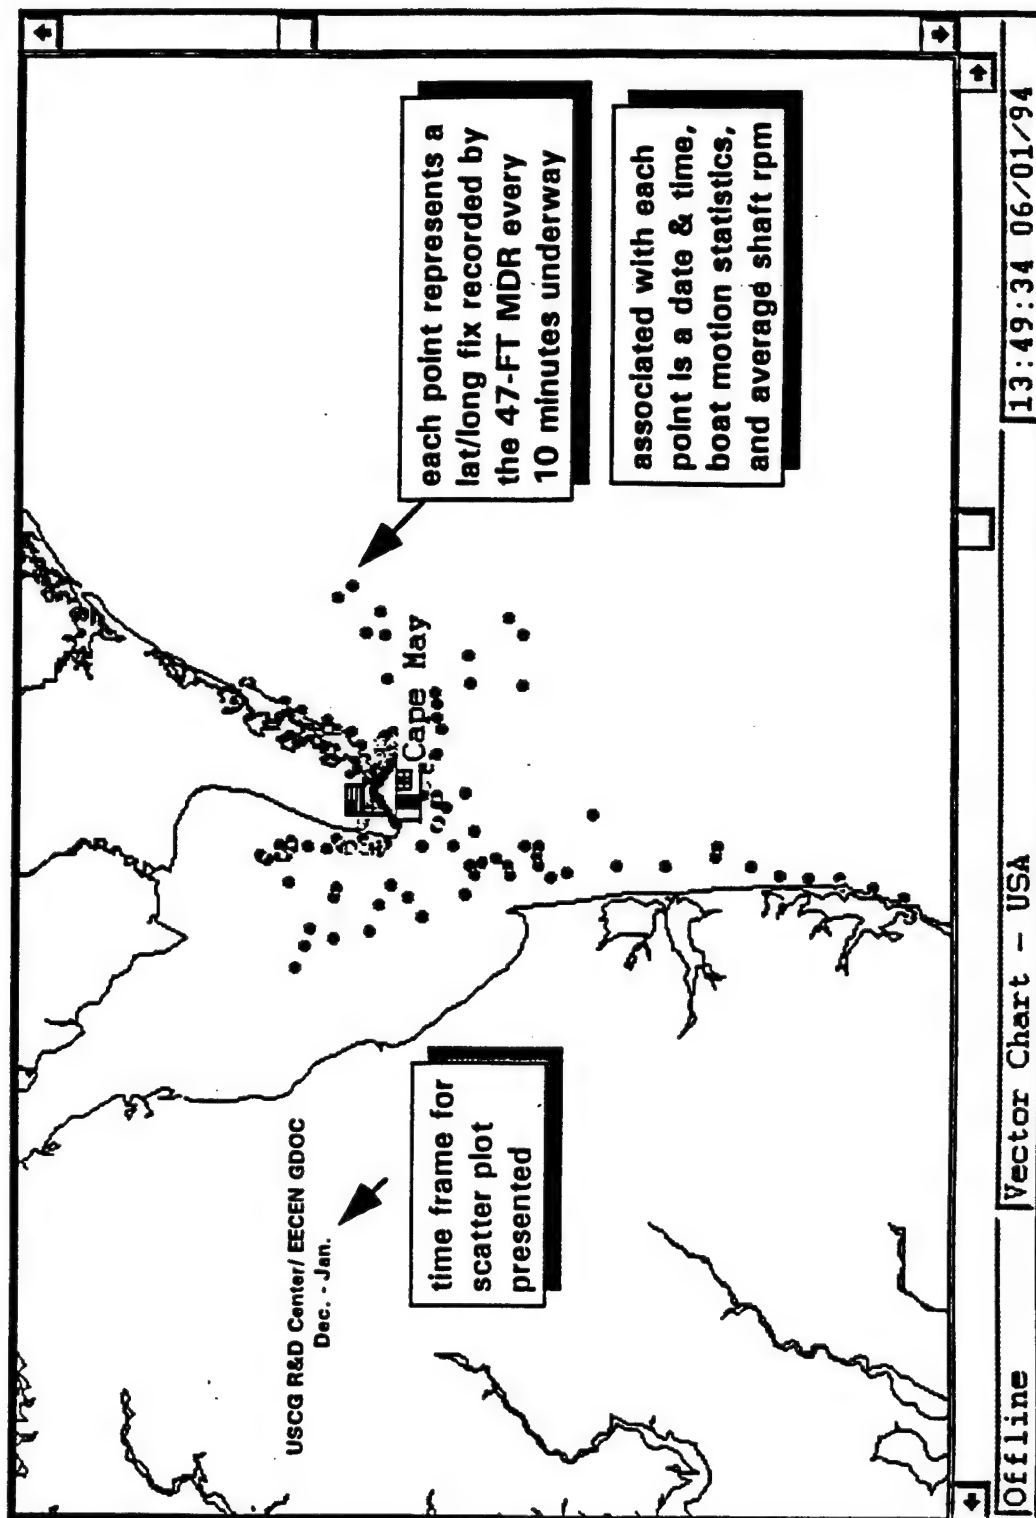 USCG R&D Center/ EECEN GDOC
Dec. - Jan.
time frame for
scatter plot
presented
each point represents a
lat/long fix recorded by
the 47-FT MDR every
10 minutes underway
associated with each
point is a date & time,
boat motion statistics,
and average shaft rpm
Cape May
Offline
Vector Chart - USA
13:49:34 06/01/94